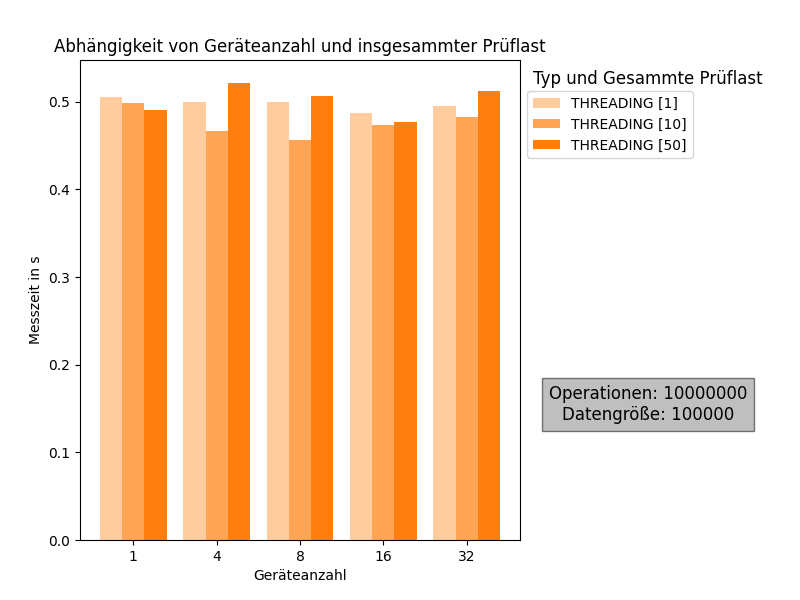 Abhängigkeit von Geräteanzahl und insgesammter Prüflast
Typ und Gesammte Prüflast
THREADING [1]
THREADING [10]
THREADING [50]
Messzeit in s
0.5
0.4
0.3
0.2
0.1
0.0
1 4 8 16 32
Geräteanzahl
Operationen: 10000000
Datengröße: 100000